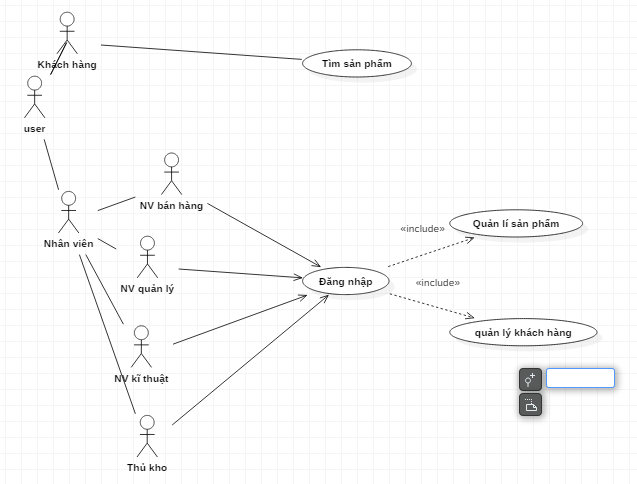 Khách hàng
Tìm sản phẩm
user
NV bán hàng
Nhân viên
«include»
Quản lí sản phẩm
NV quản lý
Đăng nhập
«include»
quản lý khách hàng
NV kĩ thuật
Thủ kho